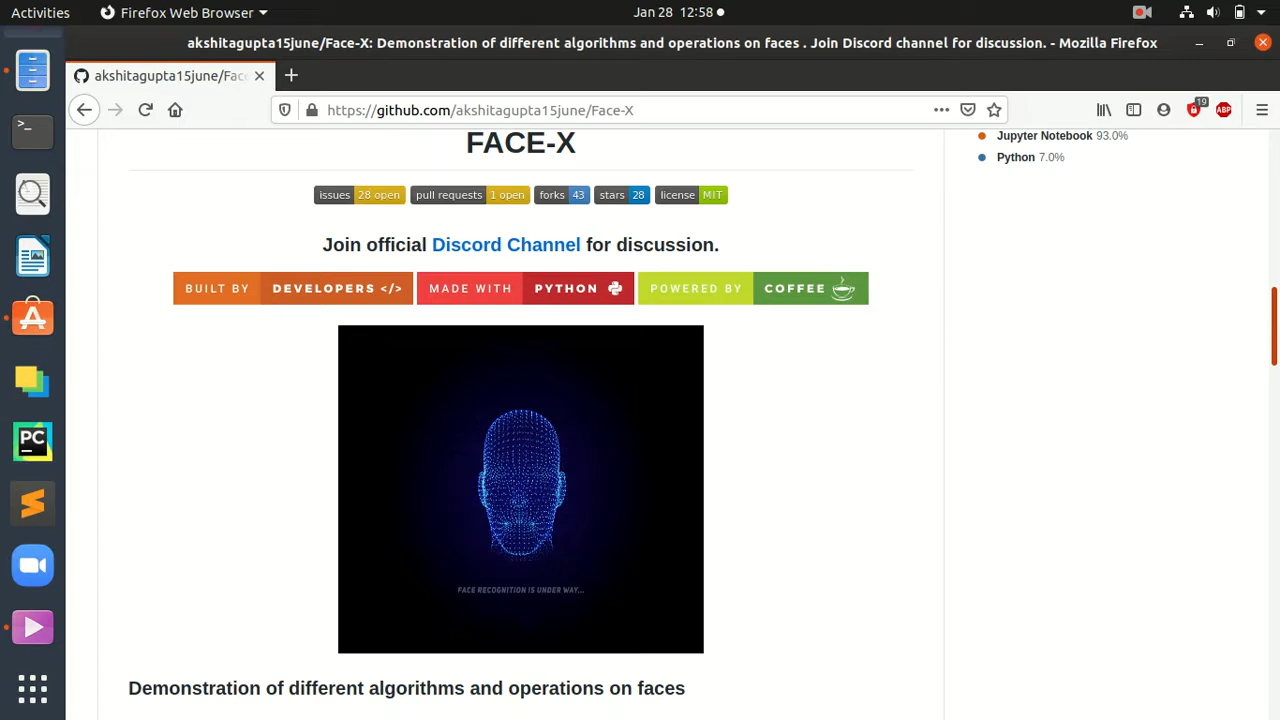 Activities Firefox Web Browser Jan 28 12:58
akshitagupta15june/Face-X: Demonstration of different algorithms and operations on faces . Join Discord channel for discussion. - Mozilla Firefox
akshitagupta15june/Face
https://github.com/akshitagupta15june/Face-X 19 ABP
FACE-X
Jupyter Notebook 93.0%
Python 7.0%
issues 28 open pull requests 1 open forks 43 stars 28 license MIT
Join official Discord Channel for discussion.
BUILT BY DEVELOPERS </> MADE WITH PYTHON POWERED BY COFFEE
FACE RECOGNITION IS UNDER WAY...
Demonstration of different algorithms and operations on faces
>_
PC